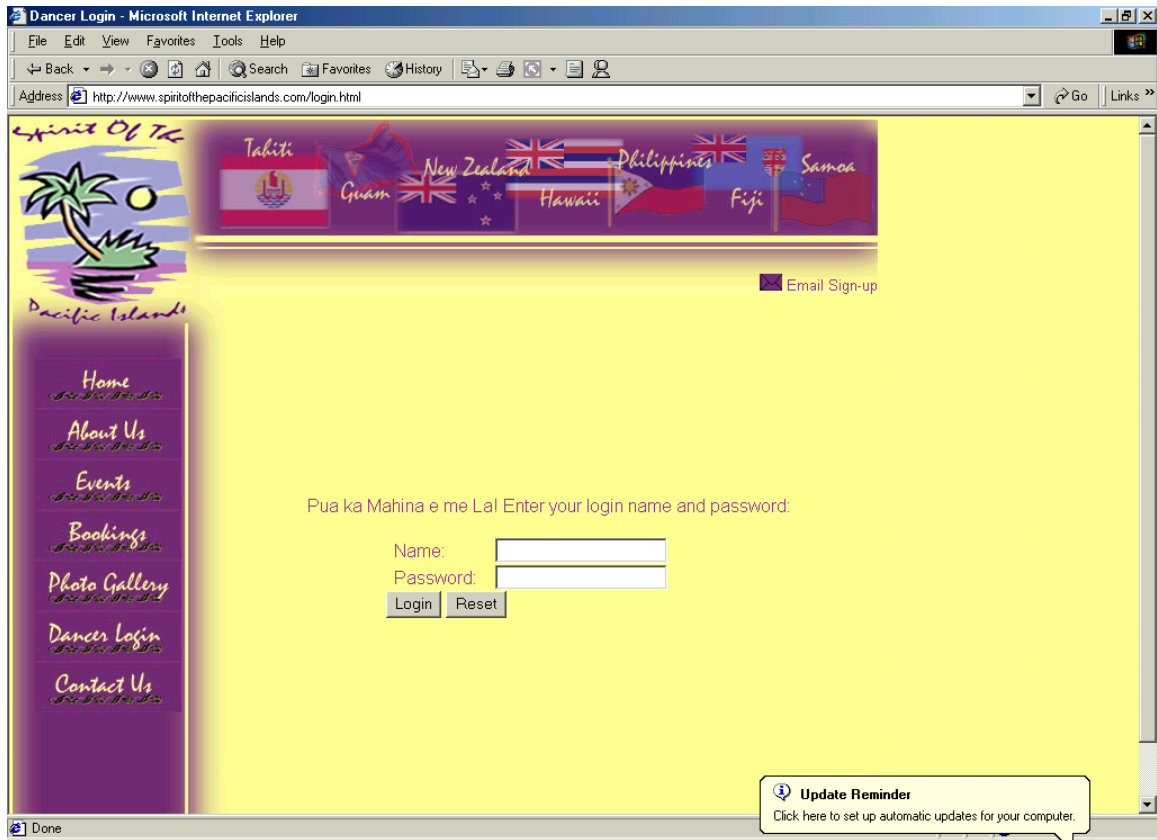 Dancer Login - Microsoft Internet Explorer
File Edit View Favorites Tools Help
Back Search Favorites History
Address http://www.spiritofthepacificislands.com/login.html Go Links »
Spirit Of The
Pacific Islands
Tahiti Guam New Zealand Hawaii Philippines Fiji Samoa
Email Sign-up
Home
About Us
Events
Bookings
Photo Gallery
Dancer Login
Contact Us
Pua ka Mahina e me La! Enter your login name and password:
Name:
Password:
Login Reset
Update Reminder
Click here to set up automatic updates for your computer.
Done